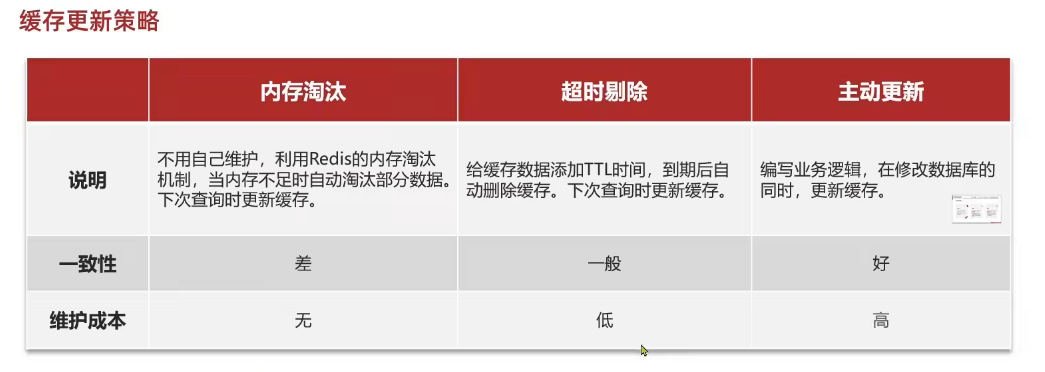 缓存更新策略
内存淘汰
超时剔除
主动更新
说明
不用自己维护，利用Redis的内存淘汰
机制，当内存不足时自动淘汰部分数据。
下次查询时更新缓存。
给缓存数据添加TTL时间，到期后自
动删除缓存。下次查询时更新缓存。
编写业务逻辑，在修改数据库的
同时，更新缓存。
一致性
差
一般
好
维护成本
无
低
高